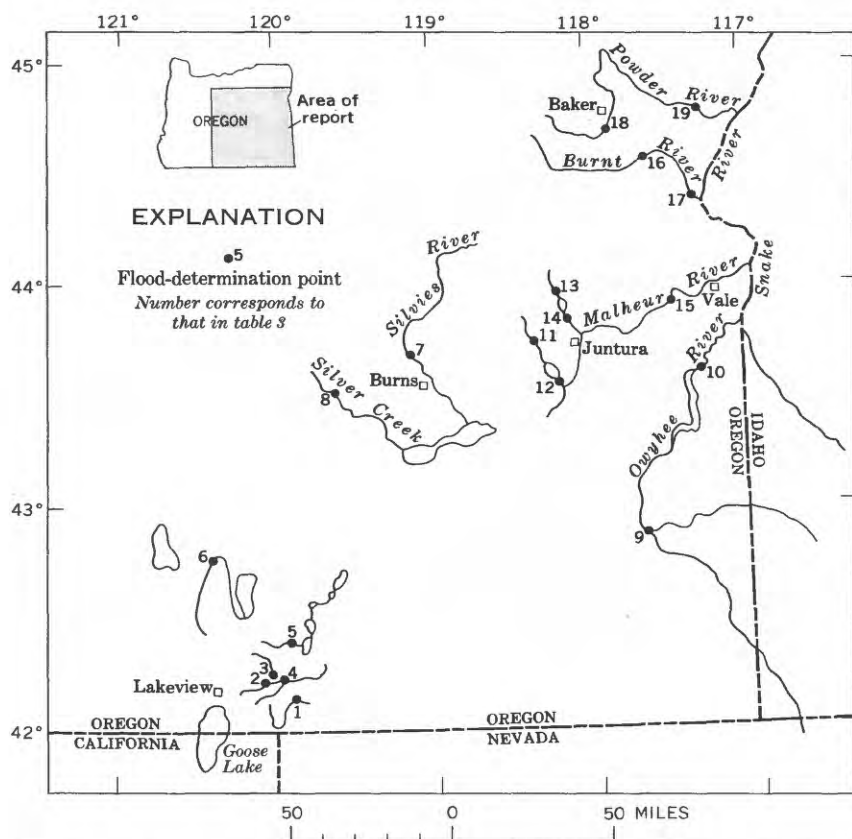 121° 120° 119° 118° 117°
45°
44°
43°
42°
OREGON
Area of
report
EXPLANATION
5
Flood-determination point
Number corresponds to
that in table 3
Powder River
Baker
18
19
Burnt River
16
17
River
Snake
Silvies River
7
Burns
Silver Creek
8
13
14
11
12
Malheur River
15
Vale
Juntura
River
10
Owyhee
9
IDAHO
OREGON
6
5
3
4
2
1
Lakeview
OREGON
CALIFORNIA
Goose
Lake
OREGON
NEVADA
50 0 50 MILES